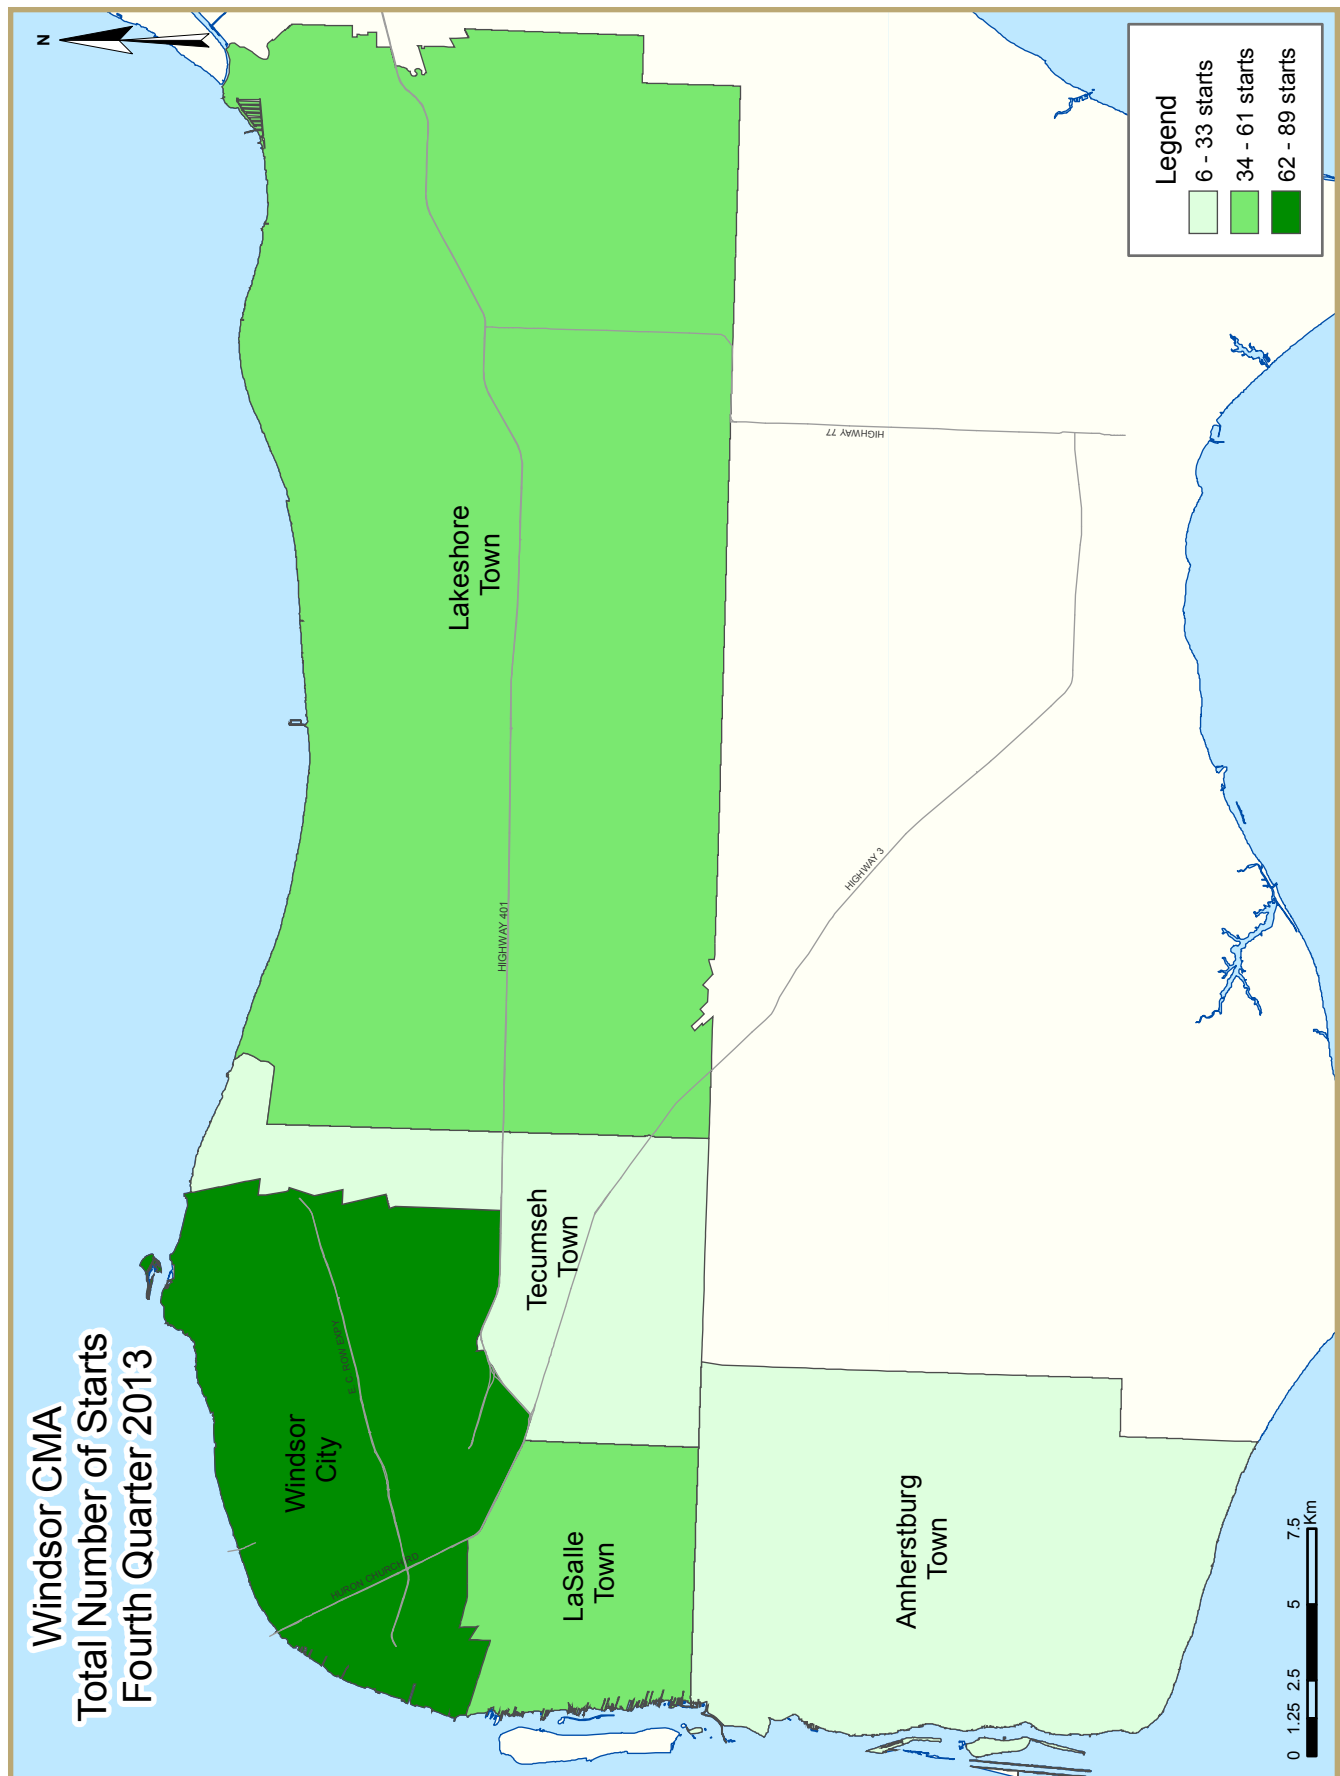 Windsor CMA
Total Number of Starts
Fourth Quarter 2013
N
Windsor
City
E. C. ROW EXPY
HURON CHURCH RD
LaSalle
Town
Tecumseh
Town
Lakeshore
Town
HIGHWAY 401
HIGHWAY 77
HIGHWAY 3
Amherstburg
Town
Legend
6 - 33 starts
34 - 61 starts
62 - 89 starts
0 1.25 2.5 5 7.5
Km